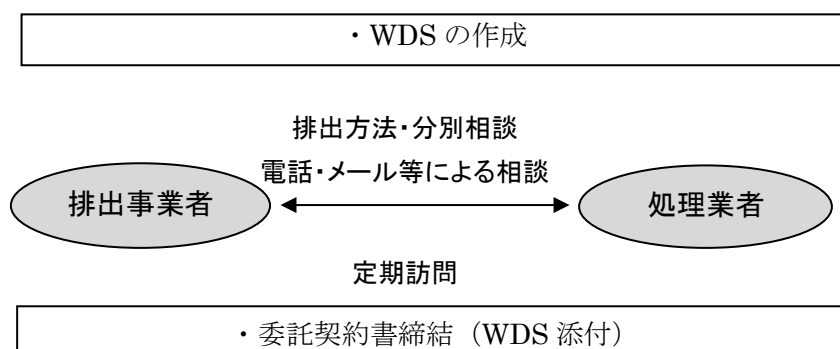 ・WDS の作成
排出方法・分別相談
電話・メール等による相談
排出事業者
処理業者
定期訪問
・委託契約書締結（WDS 添付）